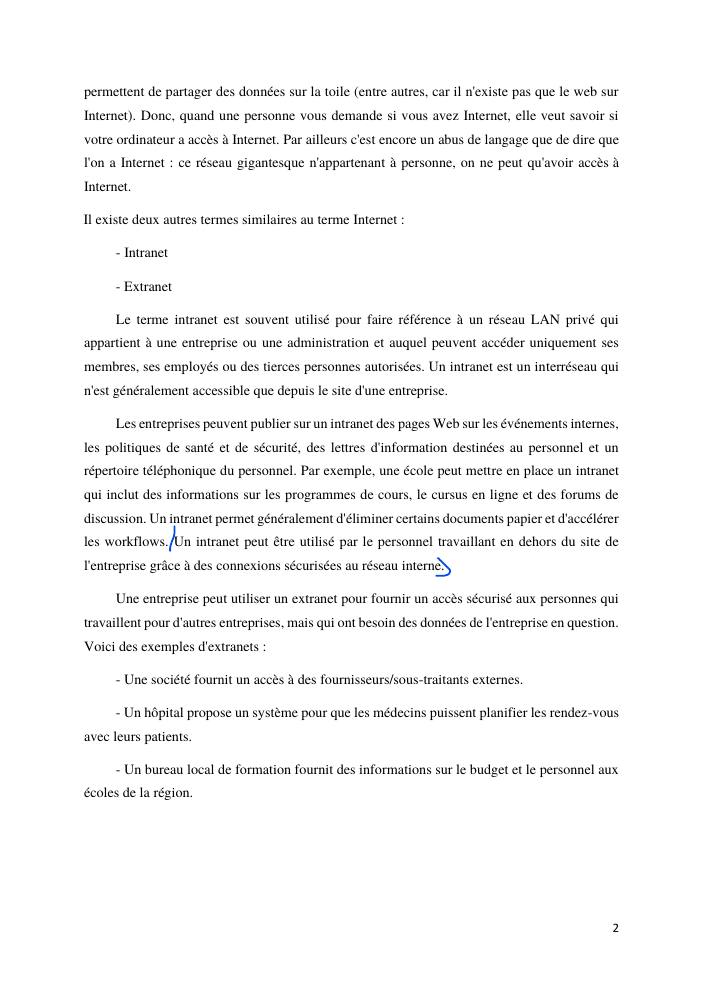 permettent de partager des données sur la toile (entre autres, car il n'existe pas que le web sur
Internet). Donc, quand une personne vous demande si vous avez Internet, elle veut savoir si
votre ordinateur a accès à Internet. Par ailleurs c'est encore un abus de langage que de dire que
l'on a Internet : ce réseau gigantesque n'appartenant à personne, on ne peut qu'avoir accès à
Internet.
Il existe deux autres termes similaires au terme Internet :
- Intranet
- Extranet
Le terme intranet est souvent utilisé pour faire référence à un réseau LAN privé qui
appartient à une entreprise ou une administration et auquel peuvent accéder uniquement ses
membres, ses employés ou des tierces personnes autorisées. Un intranet est un interréseau qui
n'est généralement accessible que depuis le site d'une entreprise.
Les entreprises peuvent publier sur un intranet des pages Web sur les événements internes,
les politiques de santé et de sécurité, des lettres d'information destinées au personnel et un
répertoire téléphonique du personnel. Par exemple, une école peut mettre en place un intranet
qui inclut des informations sur les programmes de cours, le cursus en ligne et des forums de
discussion. Un intranet permet généralement d'éliminer certains documents papier et d'accélérer
les workflows. Un intranet peut être utilisé par le personnel travaillant en dehors du site de
l'entreprise grâce à des connexions sécurisées au réseau interne.
Une entreprise peut utiliser un extranet pour fournir un accès sécurisé aux personnes qui
travaillent pour d'autres entreprises, mais qui ont besoin des données de l'entreprise en question.
Voici des exemples d'extranets :
- Une société fournit un accès à des fournisseurs/sous-traitants externes.
- Un hôpital propose un système pour que les médecins puissent planifier les rendez-vous
avec leurs patients.
- Un bureau local de formation fournit des informations sur le budget et le personnel aux
écoles de la région.
2